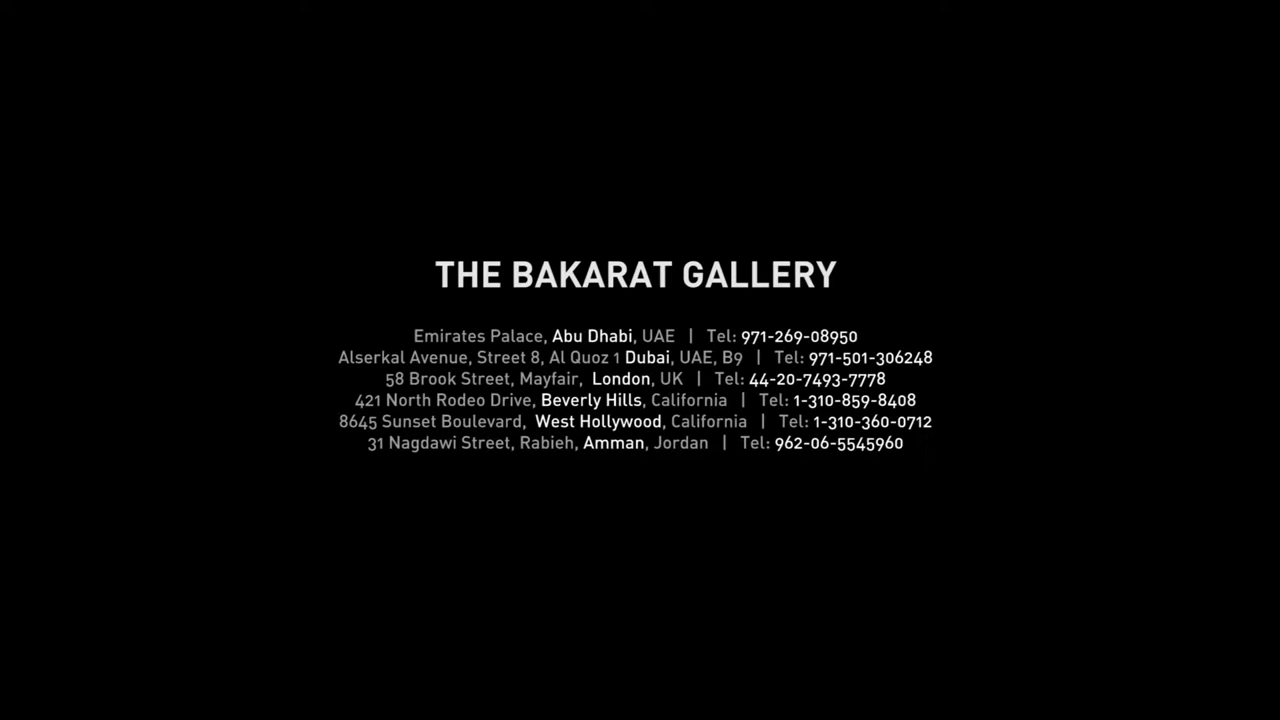 THE BAKARAT GALLERY
Emirates Palace, Abu Dhabi, UAE | Tel: 971-269-08950
Alserkal Avenue, Street 8, Al Quoz 1 Dubai, UAE, B9 | Tel: 971-501-306248
58 Brook Street, Mayfair, London, UK | Tel: 44-20-7493-7778
421 North Rodeo Drive, Beverly Hills, California | Tel: 1-310-859-8408
8645 Sunset Boulevard, West Hollywood, California | Tel: 1-310-360-0712
31 Nagdawi Street, Rabieh, Amman, Jordan | Tel: 962-06-5545960